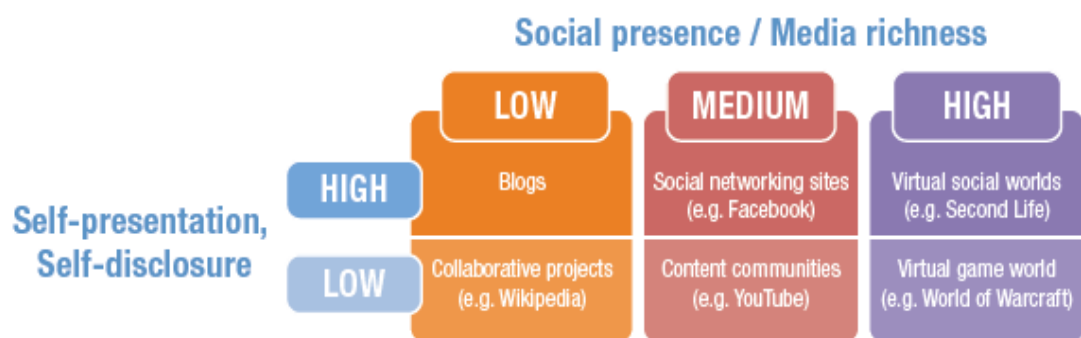 Social presence / Media richness
LOW
MEDIUM
HIGH
Self-presentation,
Self-disclosure
HIGH
Blogs
Social networking sites
(e.g. Facebook)
Virtual social worlds
(e.g. Second Life)
LOW
Collaborative projects
(e.g. Wikipedia)
Content communities
(e.g. YouTube)
Virtual game world
(e.g. World of Warcraft)